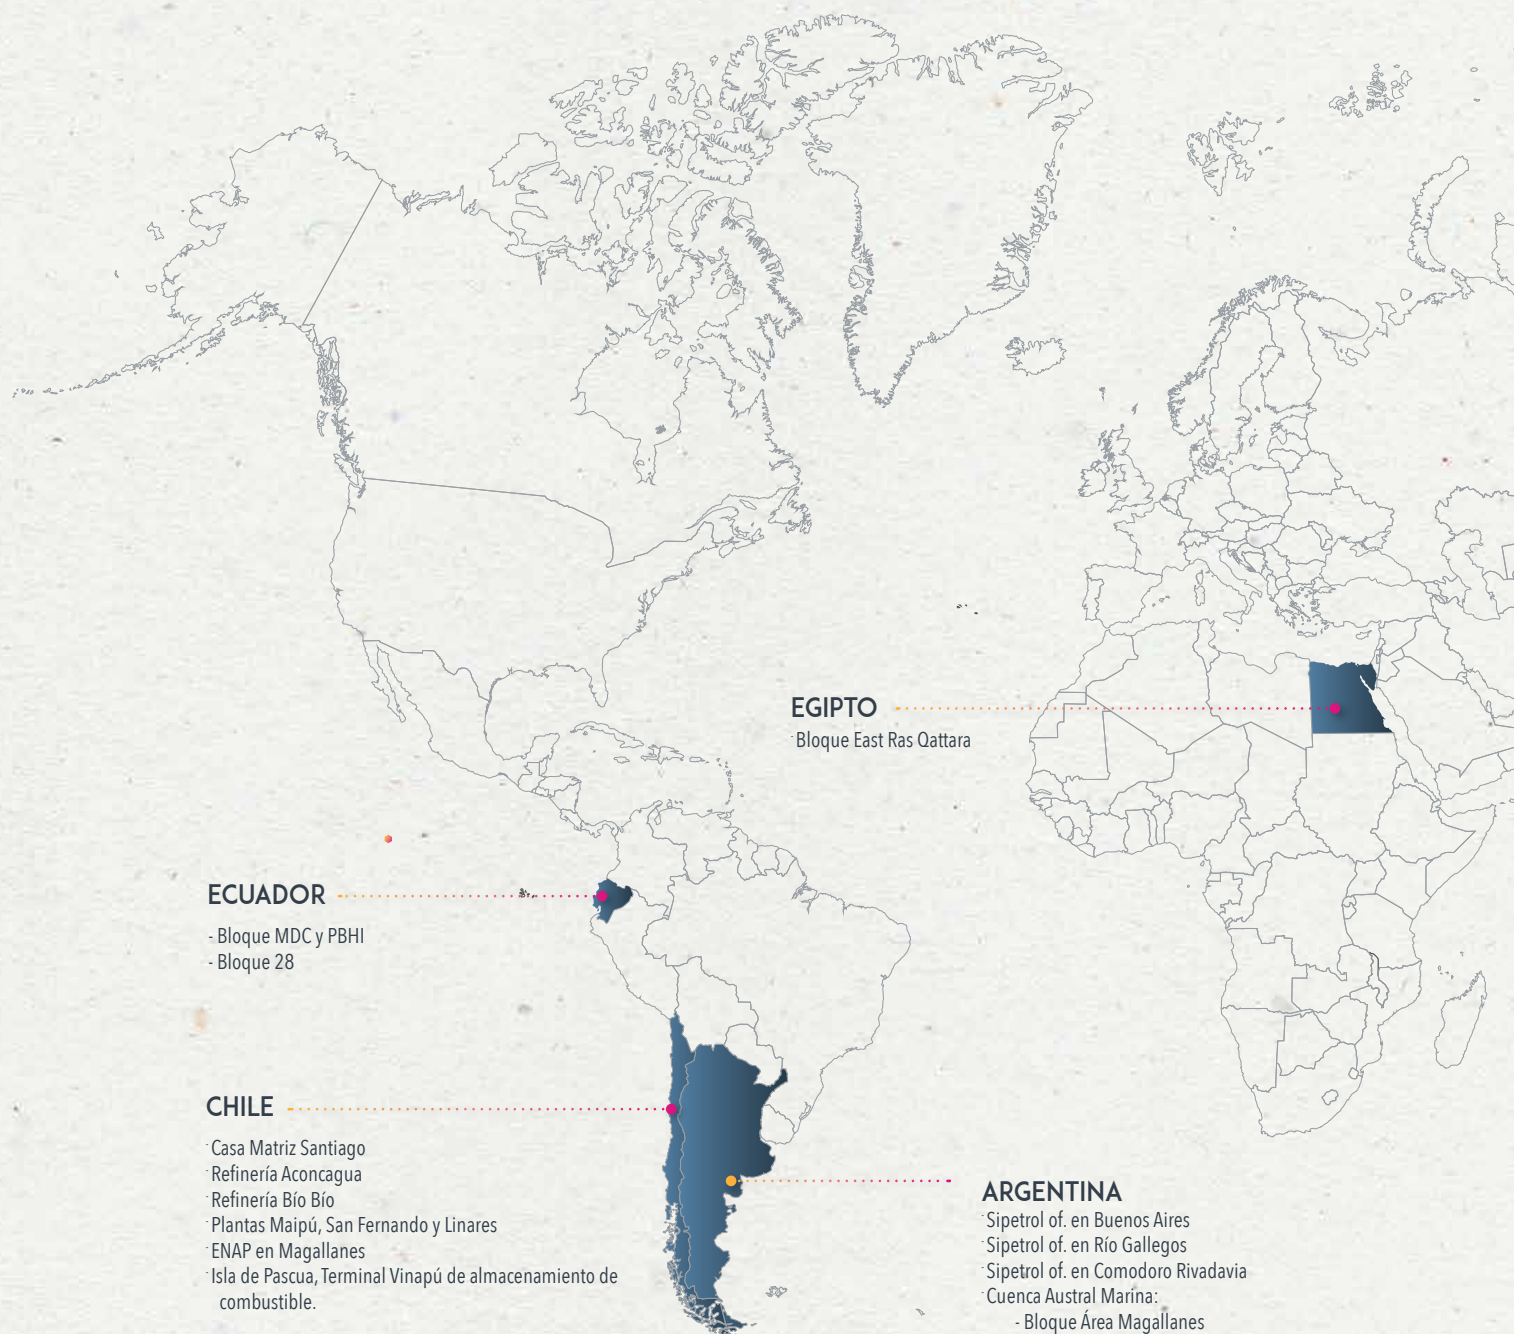 EGIPTO
- Bloque East Ras Qattara
ECUADOR
- Bloque MDC y PBHI
- Bloque 28
CHILE
- Casa Matriz Santiago
- Refinería Aconcagua
- Refinería Bío Bío
- Plantas Maipú, San Fernando y Linares
- ENAP en Magallanes
- Isla de Pascua, Terminal Vinapú de almacenamiento de
combustible.
ARGENTINA
- Sipetrol of. en Buenos Aires
- Sipetrol of. en Río Gallegos
- Sipetrol of. en Comodoro Rivadavia
- Cuenca Austral Marina:
- Bloque Área Magallanes